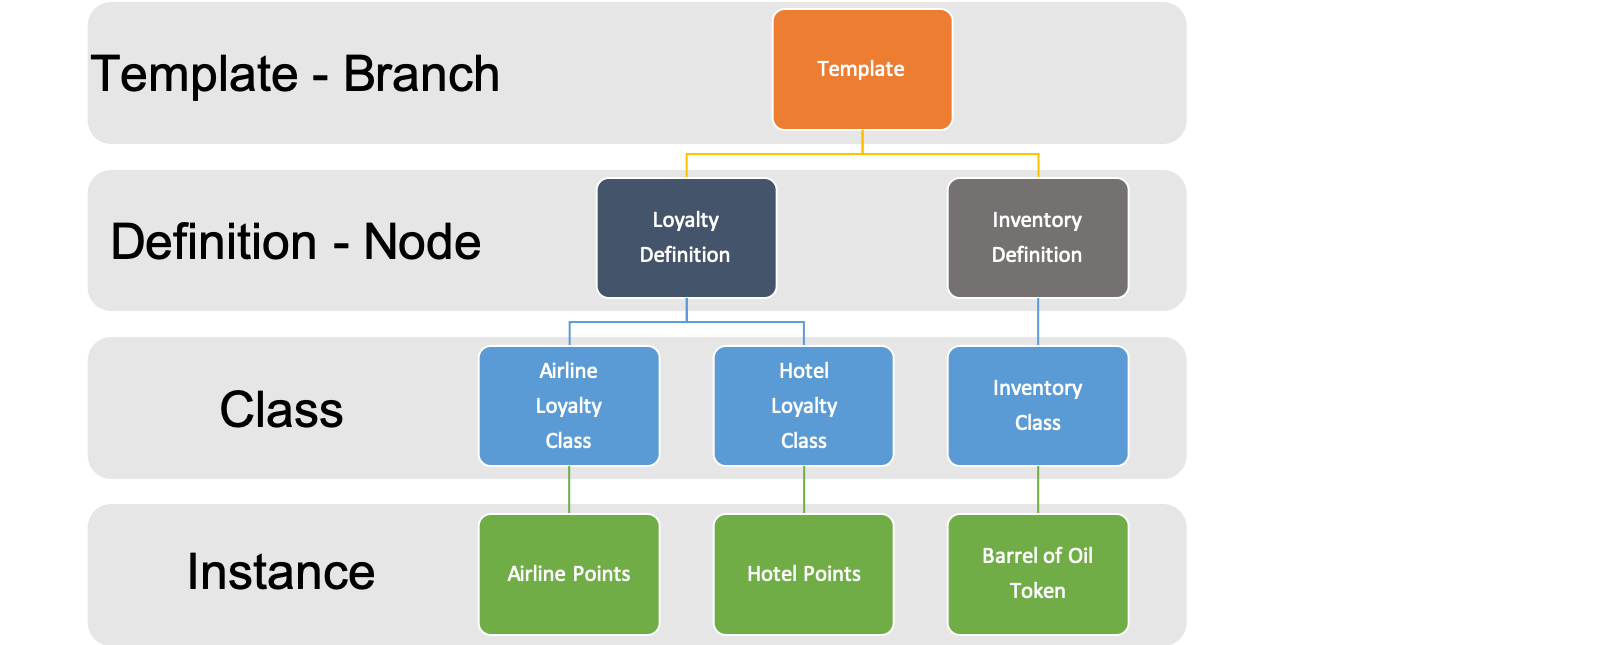 Template - Branch
Template
Definition - Node
Loyalty
Definition
Inventory
Definition
Class
Airline
Loyalty
Class
Hotel
Loyalty
Class
Inventory
Class
Instance
Airline Points
Hotel Points
Barrel of Oil
Token